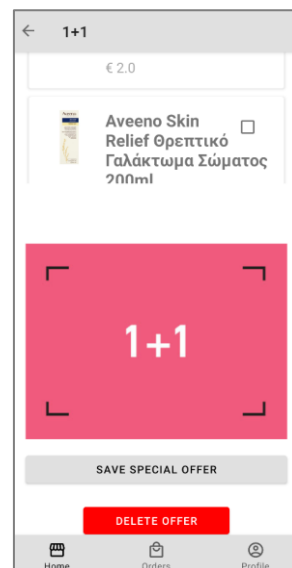 1+1
€ 2.0
Aveeno Skin
Relief Θρεπτικό
Γαλάκτωμα Σώματος
200ml
1+1
SAVE SPECIAL OFFER
DELETE OFFER
Home Orders Profile